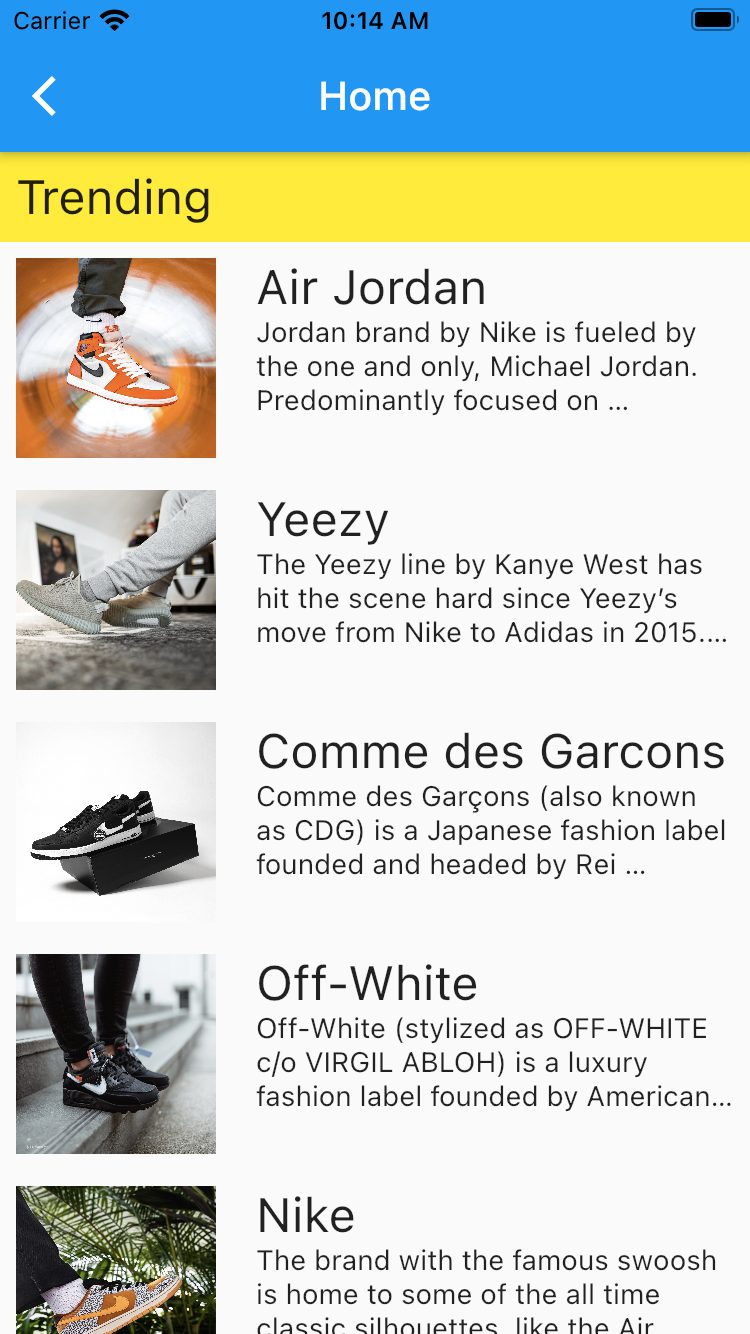 Carrier 10:14 AM
Home
Trending
Air Jordan
Jordan brand by Nike is fueled by
the one and only, Michael Jordan.
Predominantly focused on ...
Yeezy
The Yeezy line by Kanye West has
hit the scene hard since Yeezy’s
move from Nike to Adidas in 2015....
Comme des Garcons
Comme des Garçons (also known
as CDG) is a Japanese fashion label
founded and headed by Rei ...
Off-White
Off-White (stylized as OFF-WHITE
c/o VIRGIL ABLOH) is a luxury
fashion label founded by American...
Nike
The brand with the famous swoosh
is home to some of the all time
classic silhouettes, like the Air